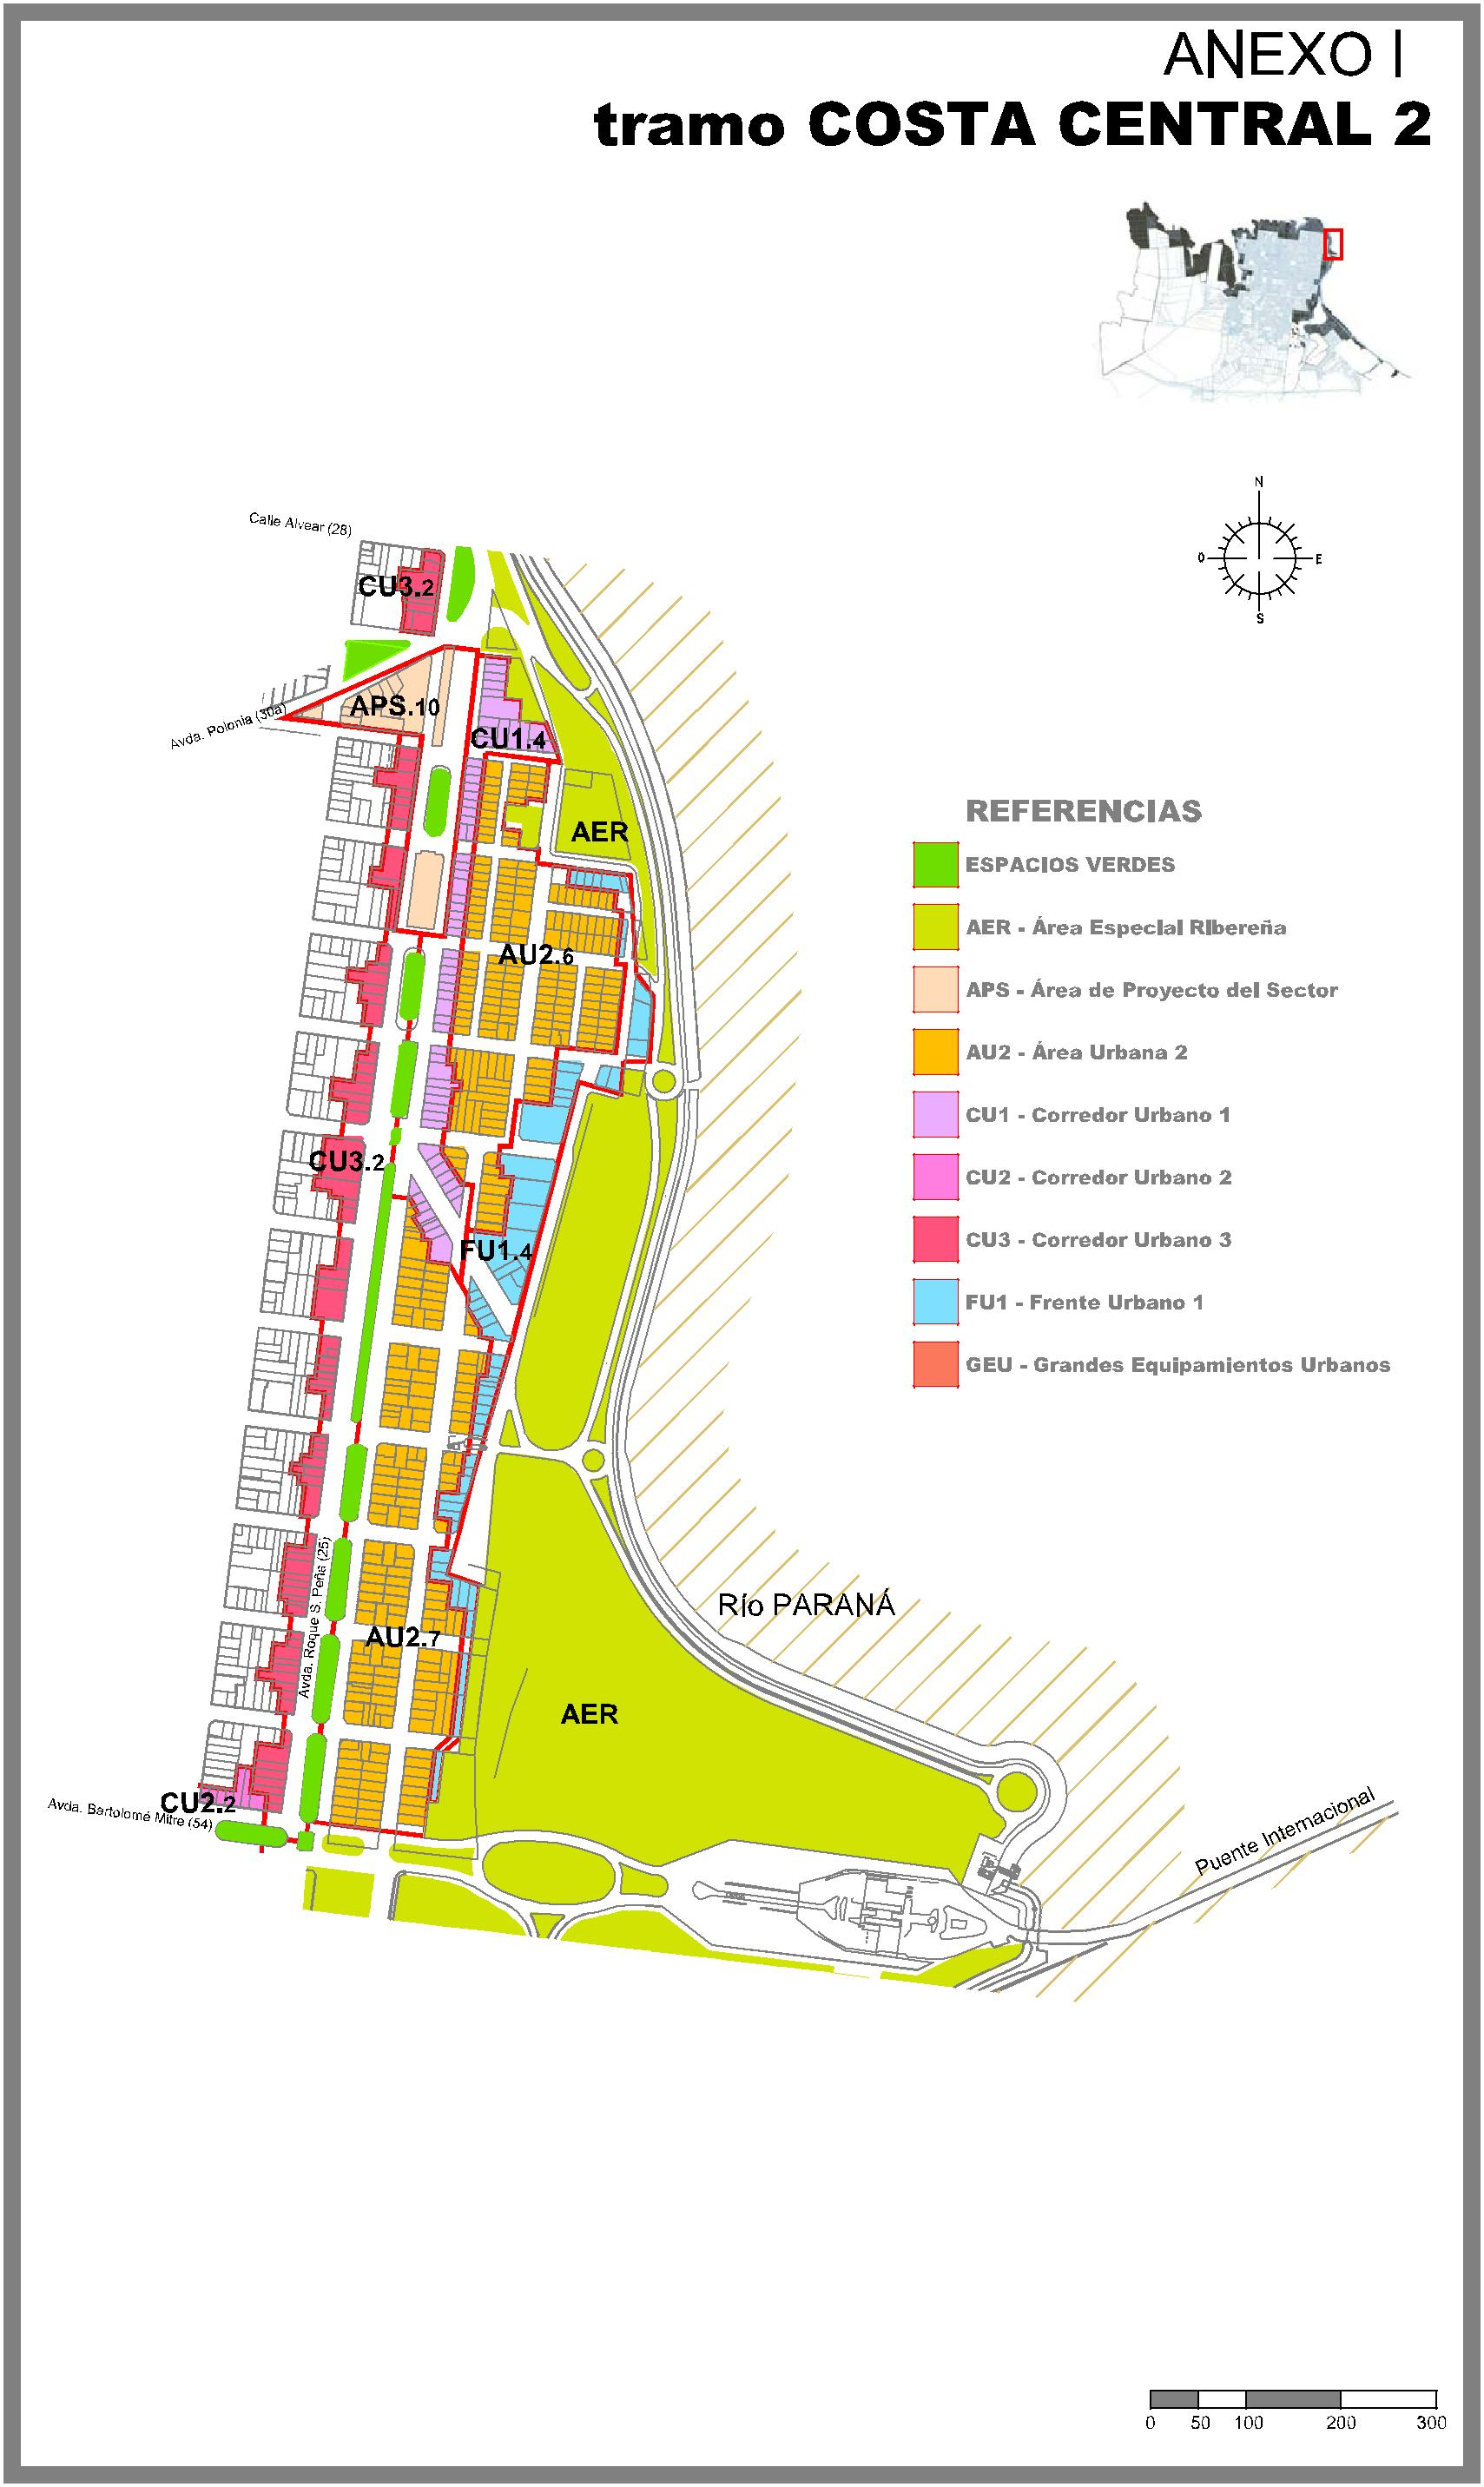 ANEXO I
tramo COSTA CENTRAL 2
N
O
E
S
Calle Alvear (28)
CU3.2
APS.10
Avda. Polonia (30a)
CU1.4
AER
REFERENCIAS
ESPACIOS VERDES
AER - Área Especial RIbereña
APS - Área de Proyecto del Sector
AU2 - Área Urbana 2
CU1 - Corredor Urbano 1
CU2 - Corredor Urbano 2
CU3 - Corredor Urbano 3
FU1 - Frente Urbano 1
GEU - Grandes Equipamientos Urbanos
AU2.6
CU3.2
FU1.4
Avda. Roque S. Peña (25)
Río PARANÁ
AU2.7
AER
CU2.2
Avda. Bartolomé Mitre (54)
Puente Internacional
0 50 100 200 300